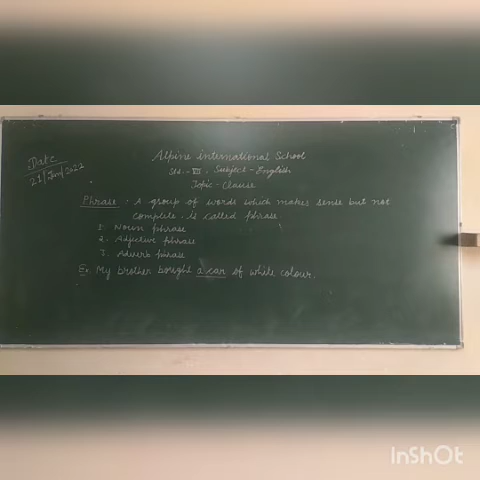 Date
21/Jan/2022
Alpine international School
Std :- VII, Subject - English
Topic - Clause
Phrase : A group of words which makes sense but not
complete is called phrase.
1. Noun phrase
2. Adjective phrase
3. Adverb phrase
Ex. My brother bought a car of white colour.
InShOt